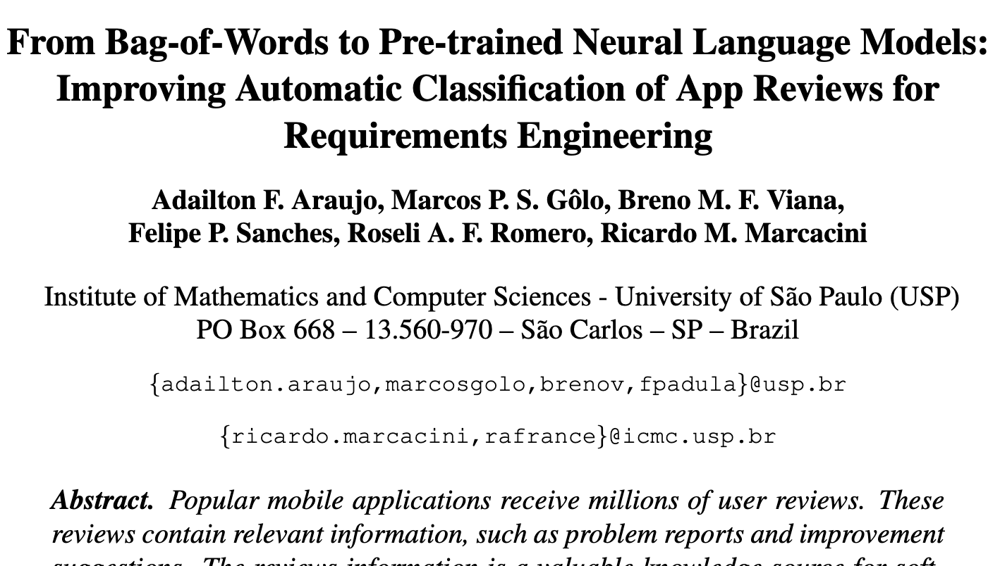 From Bag-of-Words to Pre-trained Neural Language Models:
Improving Automatic Classification of App Reviews for
Requirements Engineering
Adailton F. Araujo, Marcos P. S. Gôlo, Breno M. F. Viana,
Felipe P. Sanches, Roseli A. F. Romero, Ricardo M. Marcacini
Institute of Mathematics and Computer Sciences - University of São Paulo (USP)
PO Box 668 – 13.560-970 – São Carlos – SP – Brazil
{adailton.araujo,marcosgolo,brenov,fpadula}@usp.br
{ricardo.marcacini,rafrance}@icmc.usp.br
Abstract. Popular mobile applications receive millions of user reviews. These
reviews contain relevant information, such as problem reports and improvement
suggestions. The reviews information is a valuable knowledge source for soft-